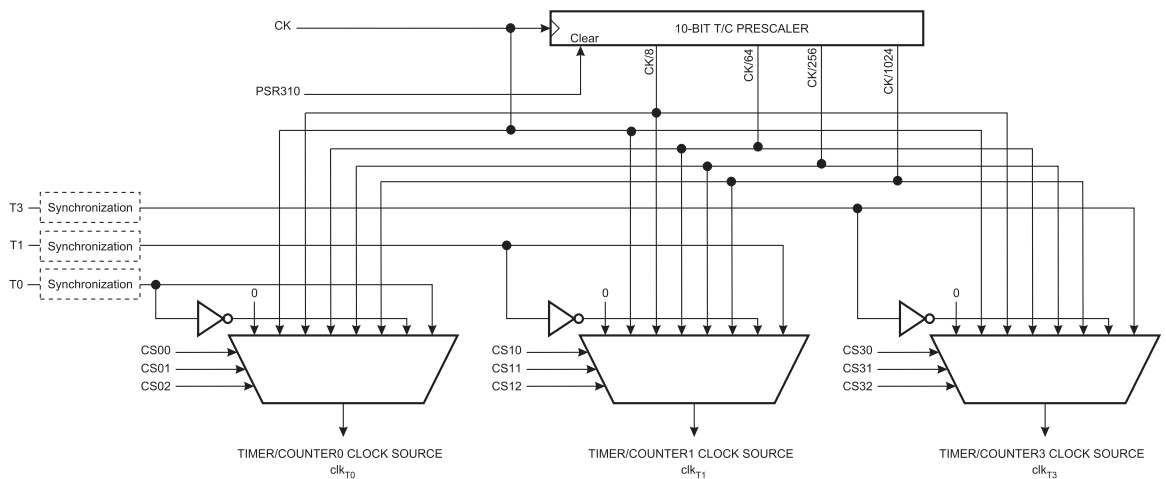 CK
10-BIT T/C PRESCALER
Clear
CK/8
CK/64
CK/256
CK/1024
PSR310
T3
Synchronization
T1
Synchronization
T0
Synchronization
0
0
0
CS00
CS01
CS02
CS10
CS11
CS12
CS30
CS31
CS32
TIMER/COUNTER0 CLOCK SOURCE
clkT0
TIMER/COUNTER1 CLOCK SOURCE
clkT1
TIMER/COUNTER3 CLOCK SOURCE
clkT3